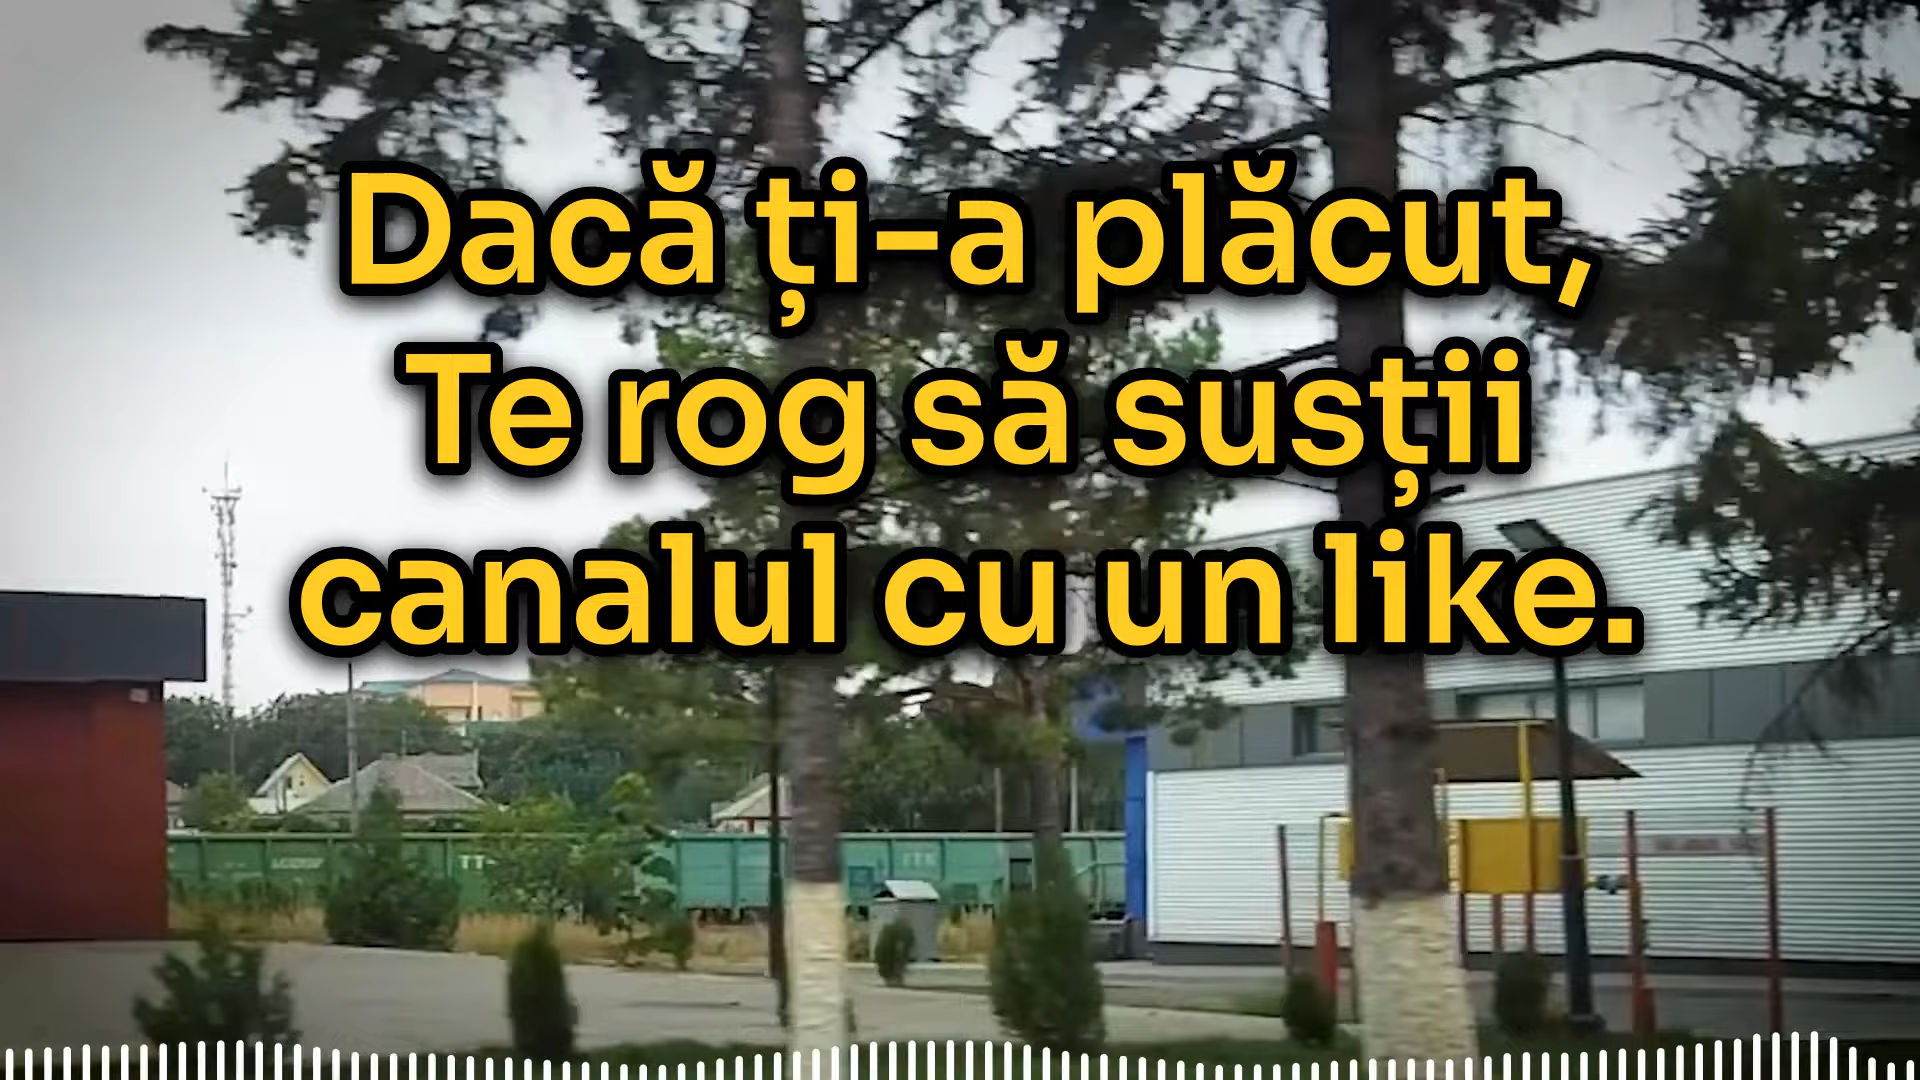 Dacă ți-a plăcut,
Te rog să susții
canalul cu un like.